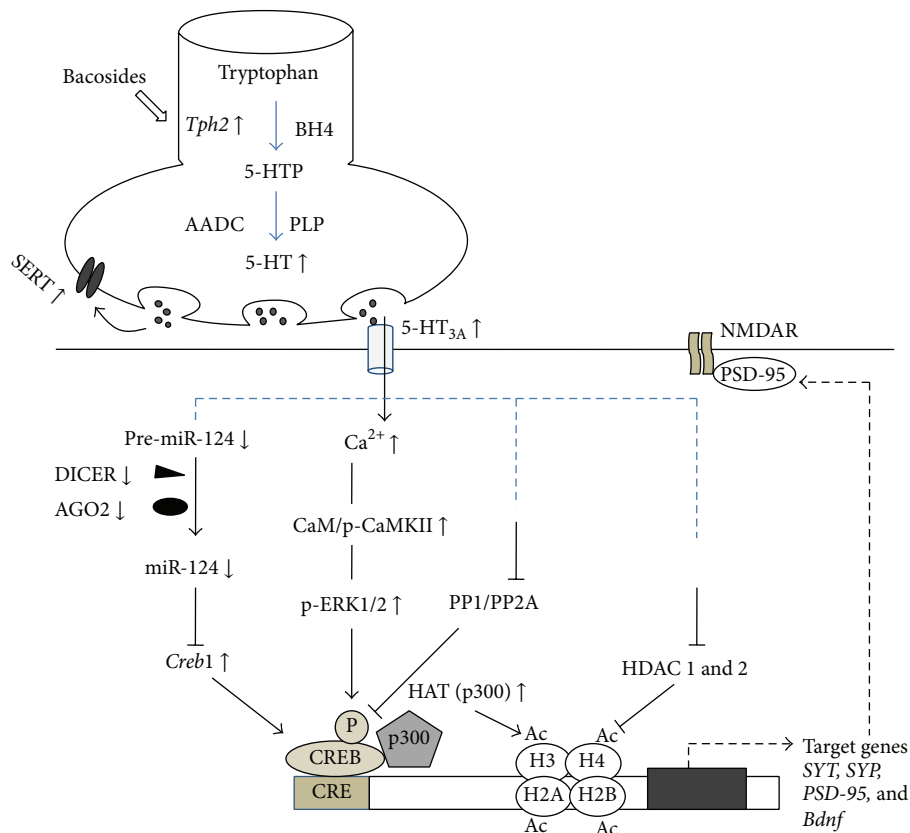 Tryptophan
Bacosides
Tph2 ↑
BH4
5-HTP
AADC
PLP
5-HT ↑
SERT ↑
5-HT3A ↑
NMDAR
PSD-95
Pre-miR-124 ↓
Ca2+ ↑
DICER ↓
AGO2 ↓
CaM/p-CaMKII ↑
miR-124 ↓
p-ERK1/2 ↑
PP1/PP2A
Creb1 ↑
HDAC 1 and 2
HAT (p300) ↑
P
p300
Ac
Ac
CREB
H3
H4
CRE
H2A
H2B
Ac
Ac
Target genes
SYT, SYP,
PSD-95, and
Bdnf